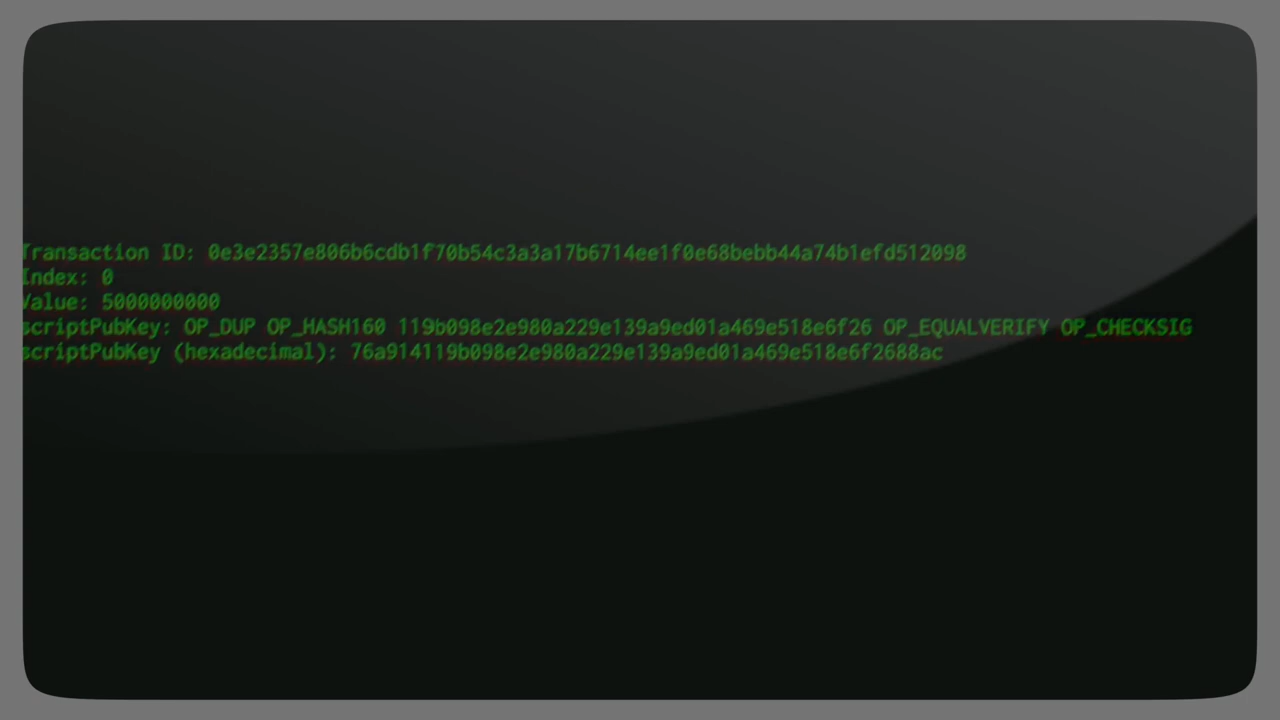 Transaction ID: 0e3e2357e806b6cdb1f70b54c3a3a17b6714ee1f0e68bebb44a74b1efd512098
Index: 0
Value: 5000000000
scriptPubKey: OP_DUP OP_HASH160 119b098e2e980a229e139a9ed01a469e518e6f26 OP_EQUALVERIFY OP_CHECKSIG
scriptPubKey (hexadecimal): 76a914119b098e2e980a229e139a9ed01a469e518e6f2688ac